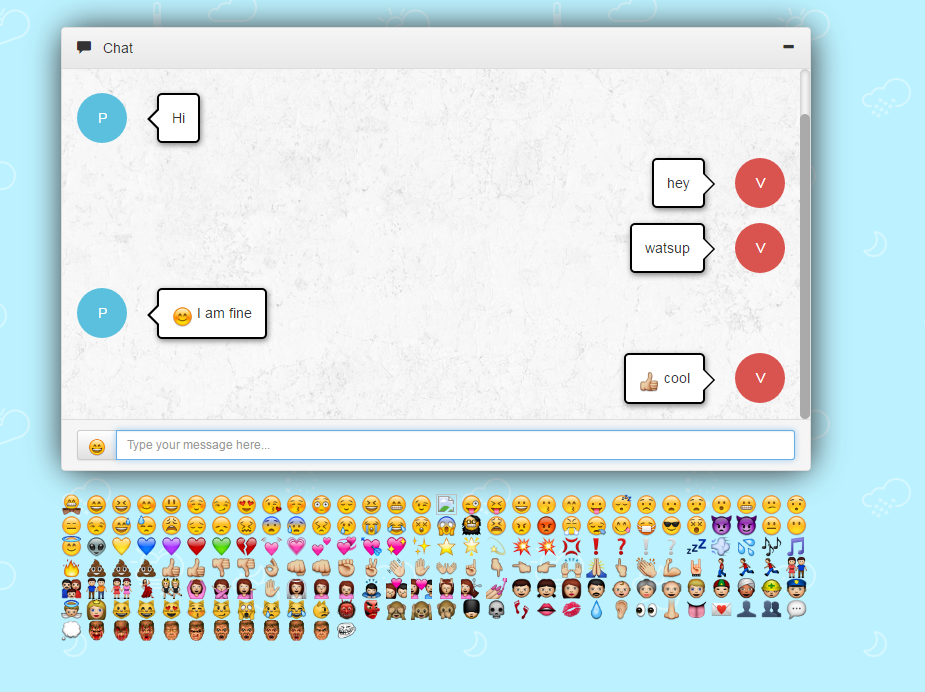 Chat
P
Hi
hey
V
watsup
V
P
😊 I am fine
👍 cool
V
Type your message here...